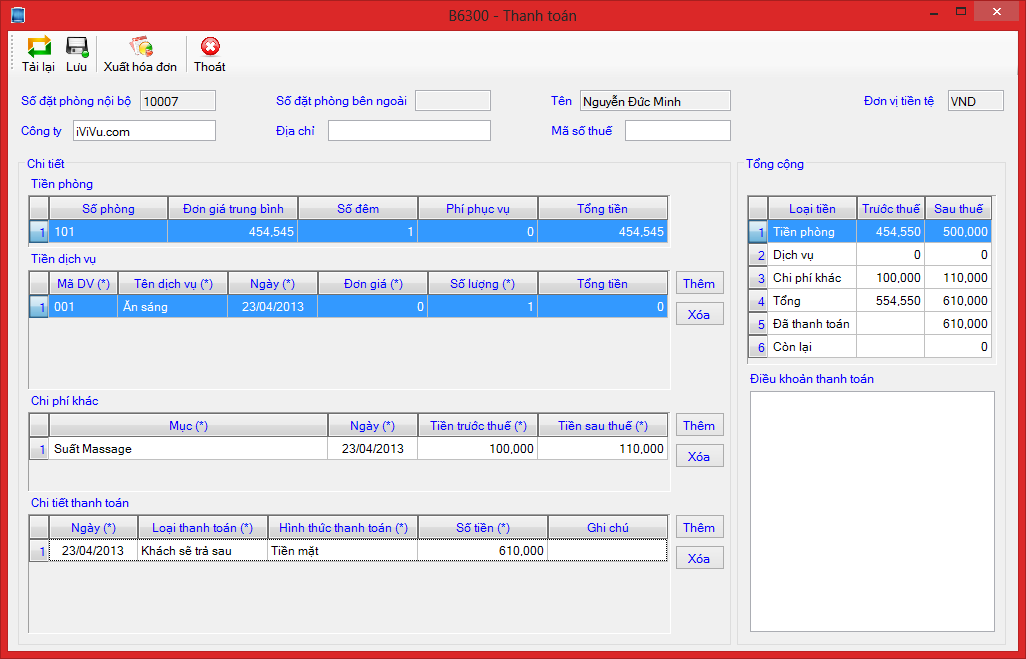 B6300 - Thanh toán
Tải lại Lưu Xuất hóa đơn Thoát
Số đặt phòng nội bộ 10007 Số đặt phòng bên ngoài Tên Nguyễn Đức Minh Đơn vị tiền tệ VND
Công ty iViVu.com Địa chỉ Mã số thuế
Chi tiết
Tiền phòng
Số phòng Đơn giá trung bình Số đêm Phí phục vụ Tổng tiền
1 101 454,545 1 0 454,545
Tiền dịch vụ
Mã DV (*) Tên dịch vụ (*) Ngày (*) Đơn giá (*) Số lượng (*) Tổng tiền Thêm
1 001 Ăn sáng 23/04/2013 0 1 0 Xóa
Chi phí khác
Mục (*) Ngày (*) Tiền trước thuế (*) Tiền sau thuế (*) Thêm
1 Suất Massage 23/04/2013 100,000 110,000 Xóa
Chi tiết thanh toán
Ngày (*) Loại thanh toán (*) Hình thức thanh toán (*) Số tiền (*) Ghi chú Thêm
1 23/04/2013 Khách sẽ trả sau Tiền mặt 610,000 Xóa
Tổng cộng
Loại tiền Trước thuế Sau thuế
1 Tiền phòng 454,550 500,000
2 Dịch vụ 0 0
3 Chi phí khác 100,000 110,000
4 Tổng 554,550 610,000
5 Đã thanh toán 610,000
6 Còn lại 0
Điều khoản thanh toán